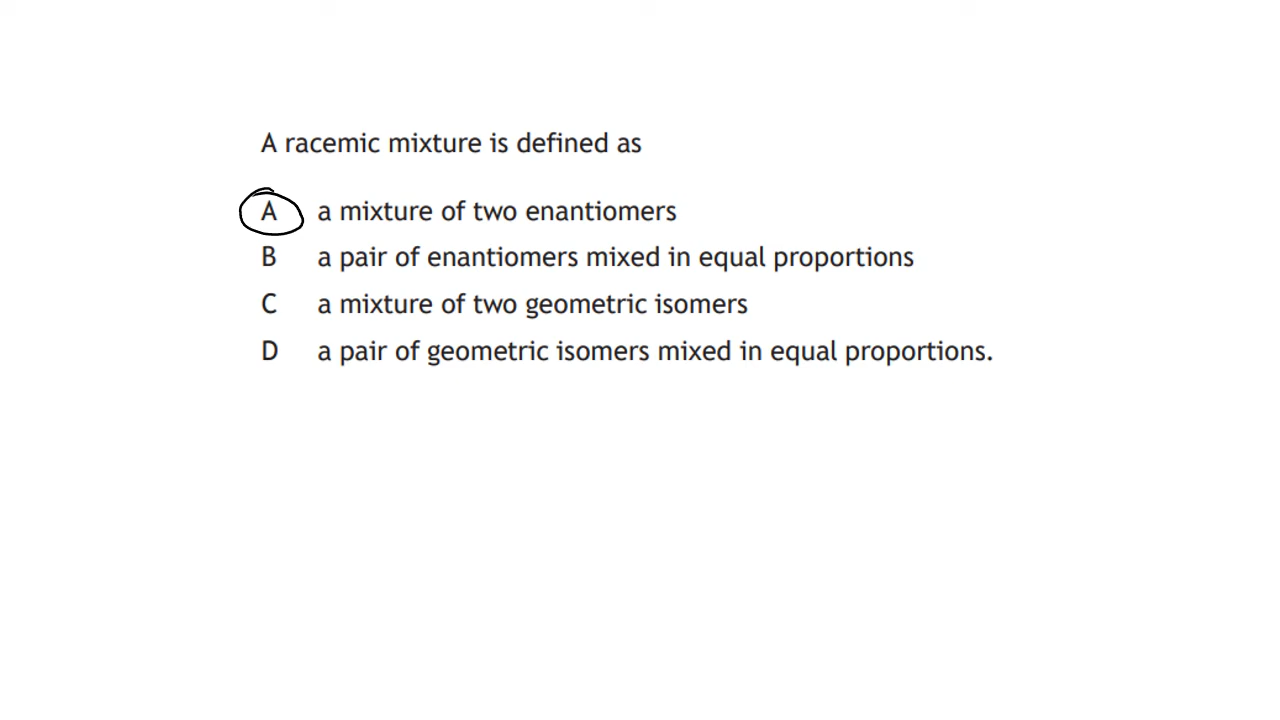 A racemic mixture is defined as
A a mixture of two enantiomers
B a pair of enantiomers mixed in equal proportions
C a mixture of two geometric isomers
D a pair of geometric isomers mixed in equal proportions.